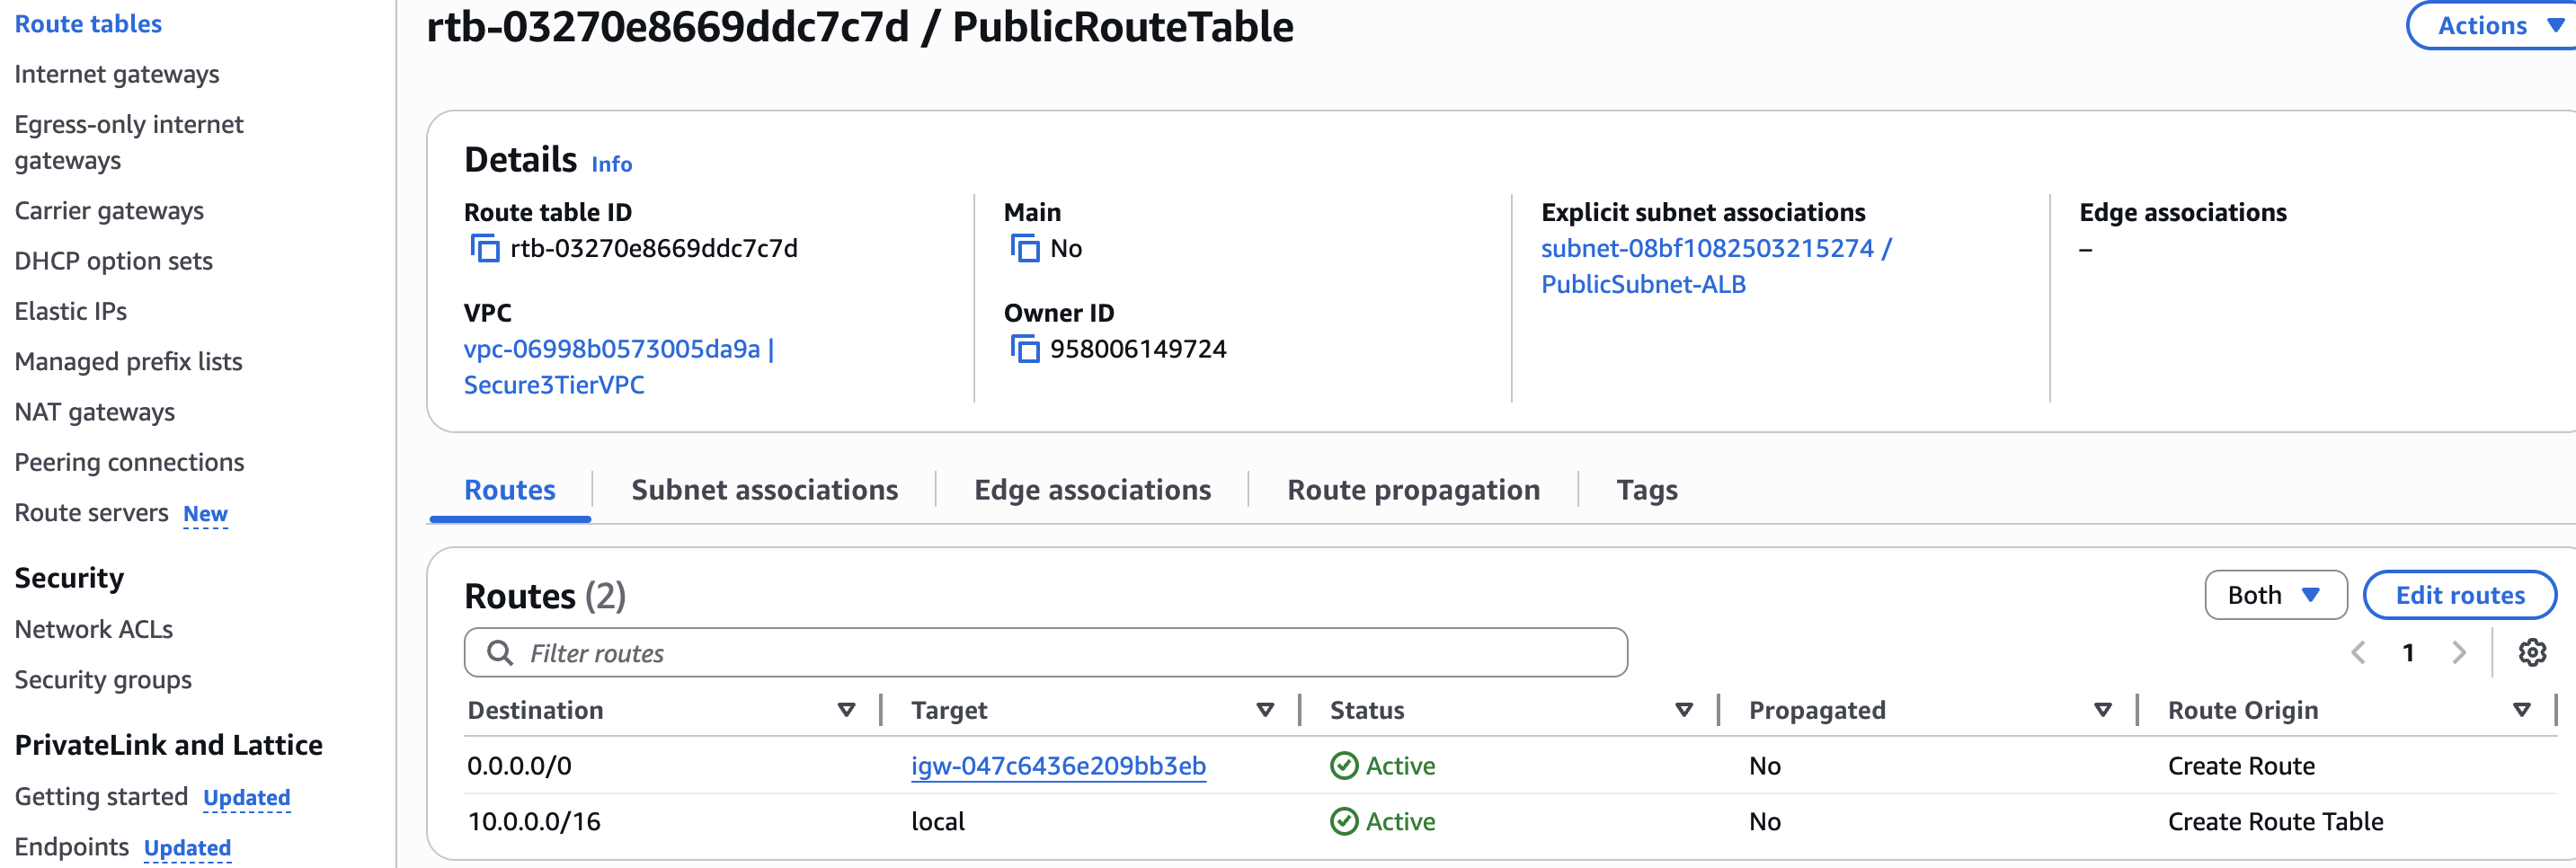 Route tables
Internet gateways
Egress-only internet
gateways
Carrier gateways
DHCP option sets
Elastic IPs
Managed prefix lists
NAT gateways
Peering connections
Route servers New
Security
Network ACLs
Security groups
PrivateLink and Lattice
Getting started Updated
Endpoints Updated
rtb-03270e8669ddc7c7d / PublicRouteTable
Actions
Details Info
Route table ID
rtb-03270e8669ddc7c7d
VPC
vpc-06998b0573005da9a |
Secure3TierVPC
Main
No
Owner ID
958006149724
Explicit subnet associations
subnet-08bf1082503215274 /
PublicSubnet-ALB
Edge associations
–
Routes Subnet associations Edge associations Route propagation Tags
Routes (2)
Both Edit routes
Filter routes
1
Destination Target Status Propagated Route Origin
0.0.0.0/0 igw-047c6436e209bb3eb Active No Create Route
10.0.0.0/16 local Active No Create Route Table